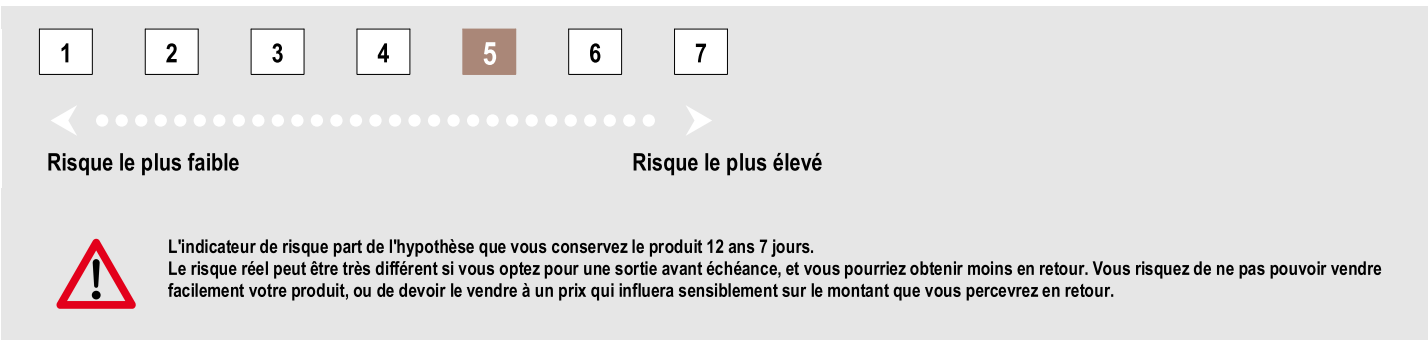 1 2 3 4 5 6 7
Risque le plus faible Risque le plus élevé
L'indicateur de risque part de l'hypothèse que vous conservez le produit 12 ans 7 jours.
Le risque réel peut être très différent si vous optez pour une sortie avant échéance, et vous pourriez obtenir moins en retour. Vous risquez de ne pas pouvoir vendre
facilement votre produit, ou de devoir le vendre à un prix qui influera sensiblement sur le montant que vous percevrez en retour.